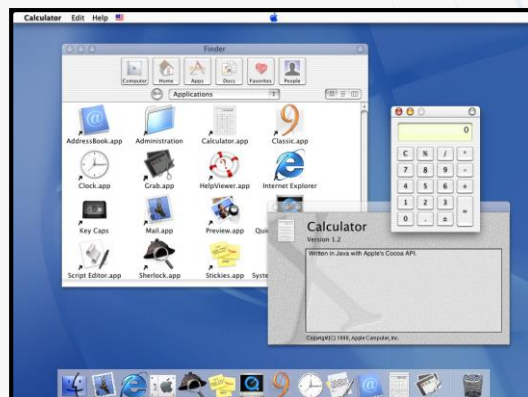 Calculator Edit Help
Finder
Computer Home Apps Docs Favorites People
Applications
AddressBook.app Administration Calculator.app Classic.app
Clock.app Grab.app HelpViewer.app Internet Explorer
Key Caps Mail.app Preview.app
Script Editor.app Sherlock.app Stickies.app
0
C N / *
7 8 9 -
4 5 6 +
1 2 3 =
0 . ±
Calculator
Version 1.2
Written in Java with Apple's Cocoa API.
Copyright(C) 1998, Apple Computer, Inc.